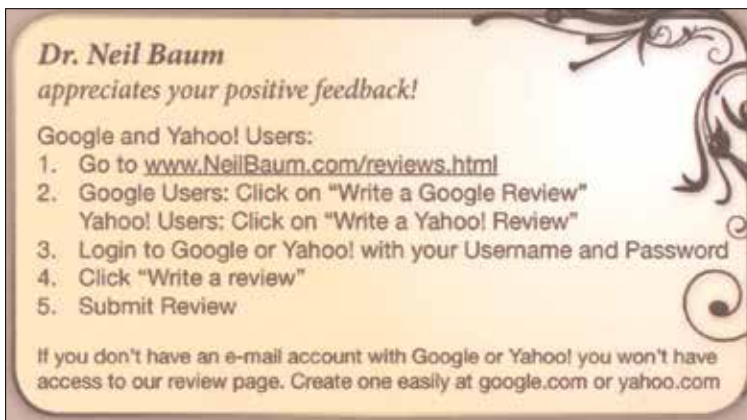 Dr. Neil Baum
appreciates your positive feedback!
Google and Yahoo! Users:
1. Go to www.NeilBaum.com/reviews.html
2. Google Users: Click on "Write a Google Review"
Yahoo! Users: Click on "Write a Yahoo! Review"
3. Login to Google or Yahoo! with your Username and Password
4. Click "Write a review"
5. Submit Review
If you don't have an e-mail account with Google or Yahoo! you won't have
access to our review page. Create one easily at google.com or yahoo.com